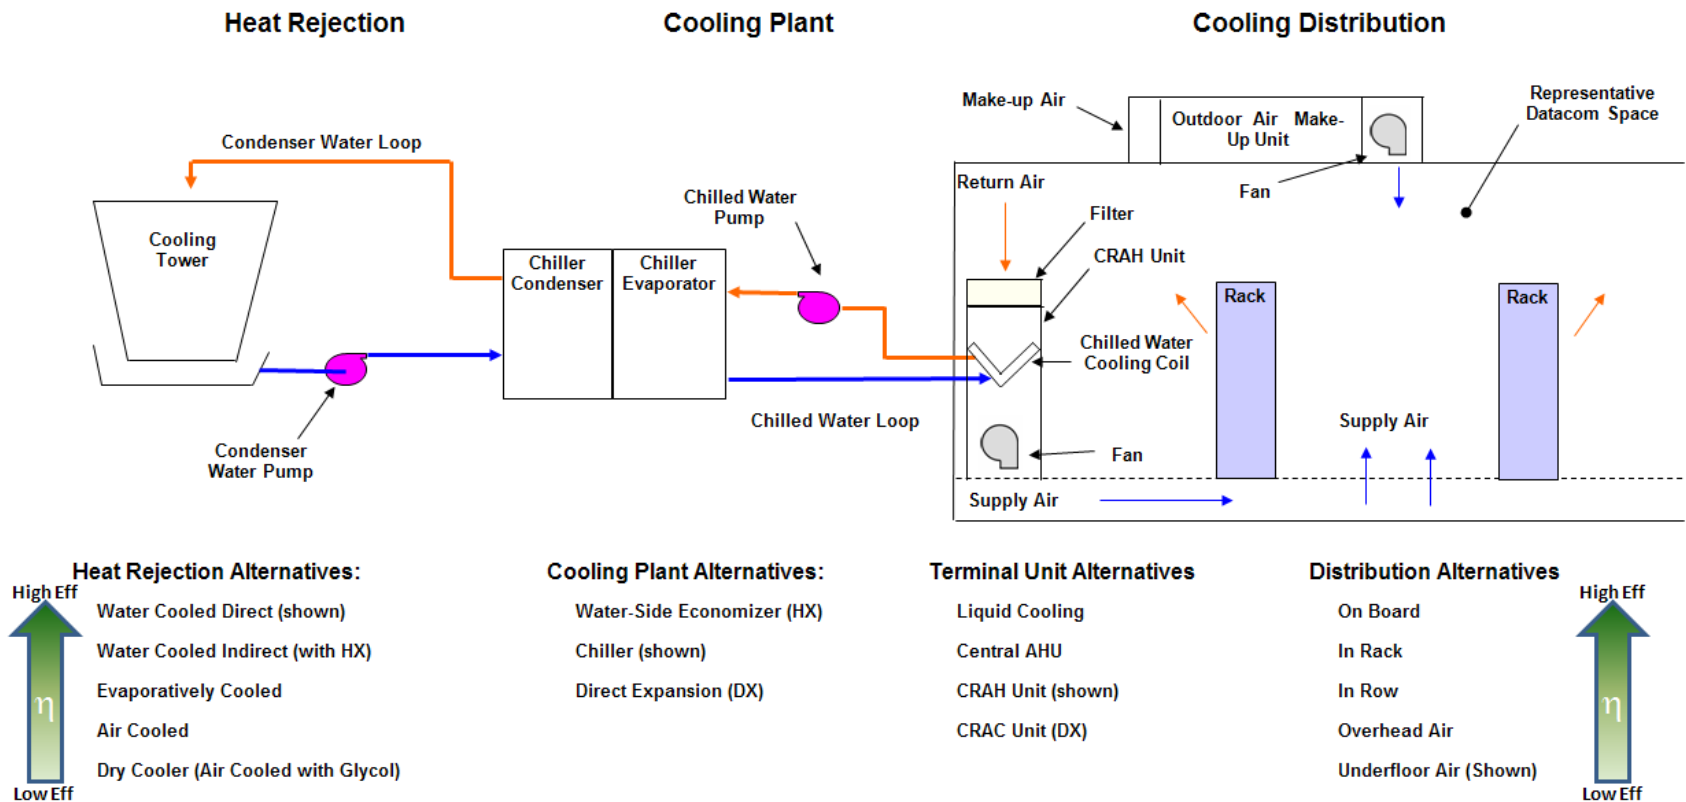 Heat Rejection
Cooling Plant
Cooling Distribution
Make-up Air
Outdoor Air Make-
Up Unit
Representative
Datacom Space
Condenser Water Loop
Return Air
Fan
Chilled Water
Pump
Filter
Cooling
Tower
Chiller
Condenser
Chiller
Evaporator
CRAH Unit
Rack
Rack
Chilled Water
Cooling Coil
Chilled Water Loop
Supply Air
Condenser
Water Pump
Fan
Supply Air
Heat Rejection Alternatives:
High Eff
Water Cooled Direct (shown)
Water Cooled Indirect (with HX)
Evaporatively Cooled
η
Air Cooled
Dry Cooler (Air Cooled with Glycol)
Low Eff
Cooling Plant Alternatives:
Water-Side Economizer (HX)
Chiller (shown)
Direct Expansion (DX)
Terminal Unit Alternatives
Liquid Cooling
Central AHU
CRAH Unit (shown)
CRAC Unit (DX)
Distribution Alternatives
High Eff
On Board
In Rack
In Row
η
Overhead Air
Underfloor Air (Shown)
Low Eff